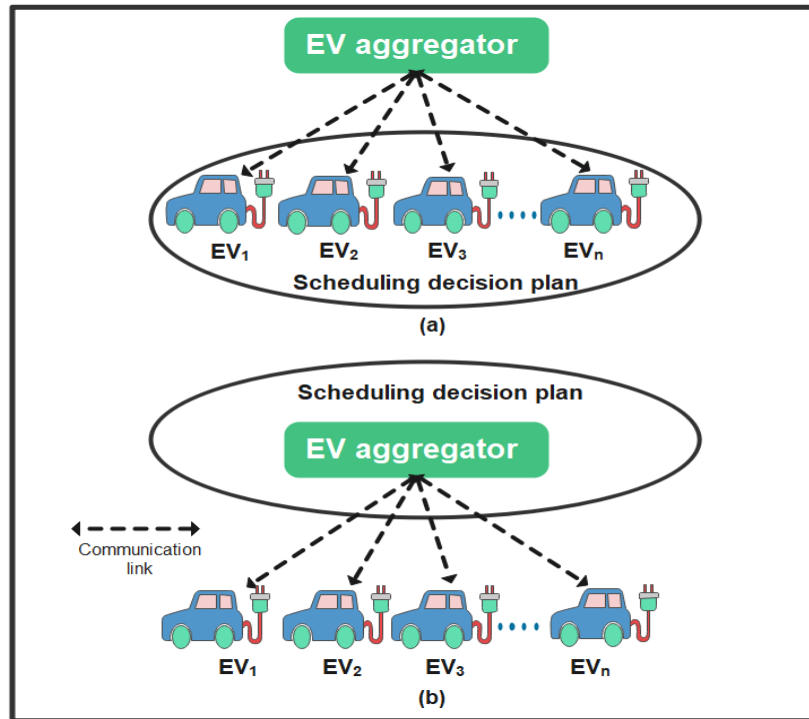 EV aggregator
EV₁ EV₂ EV₃ EVₙ
Scheduling decision plan
(a)
Scheduling decision plan
EV aggregator
Communication
link
EV₁ EV₂ EV₃ EVₙ
(b)